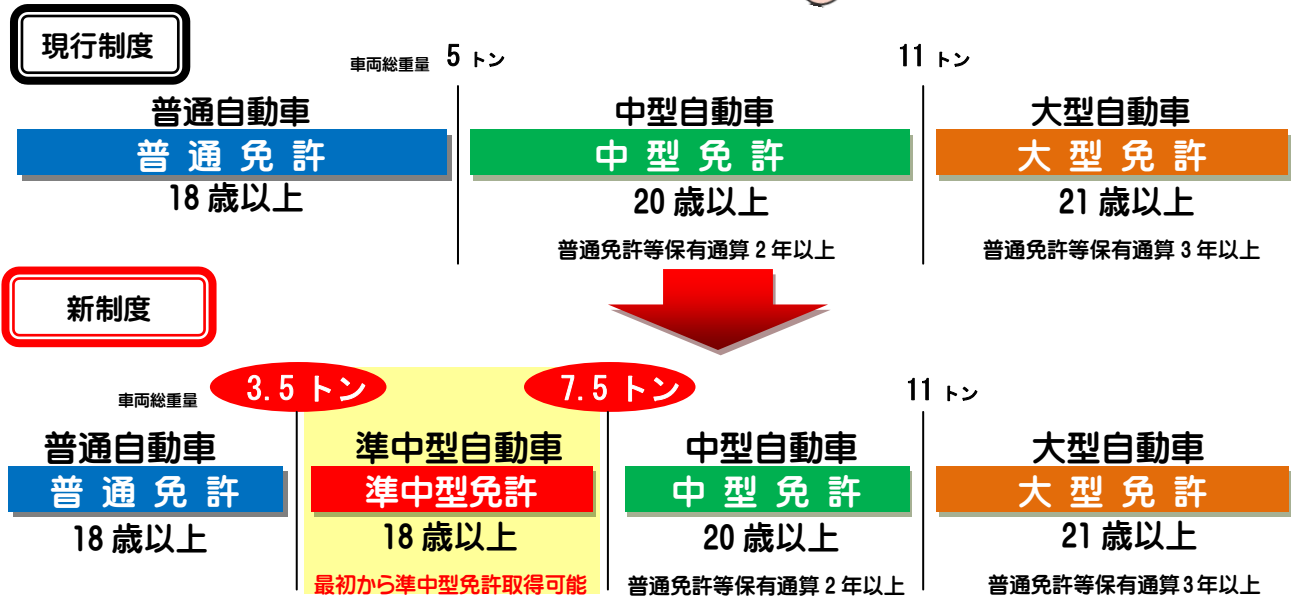 現行制度
車両総重量 5 トン
11 トン
普通自動車
中型自動車
大型自動車
普 通 免 許
中 型 免 許
大 型 免 許
18 歳以上
20 歳以上
21 歳以上
普通免許等保有通算 2 年以上
普通免許等保有通算 3 年以上
新制度
車両総重量
3.5 トン
7.5 トン
11 トン
普通自動車
準中型自動車
中型自動車
大型自動車
普 通 免 許
準中型免許
中 型 免 許
大 型 免 許
18 歳以上
18 歳以上
20 歳以上
21 歳以上
最初から準中型免許取得可能
普通免許等保有通算 2 年以上
普通免許等保有通算3年以上